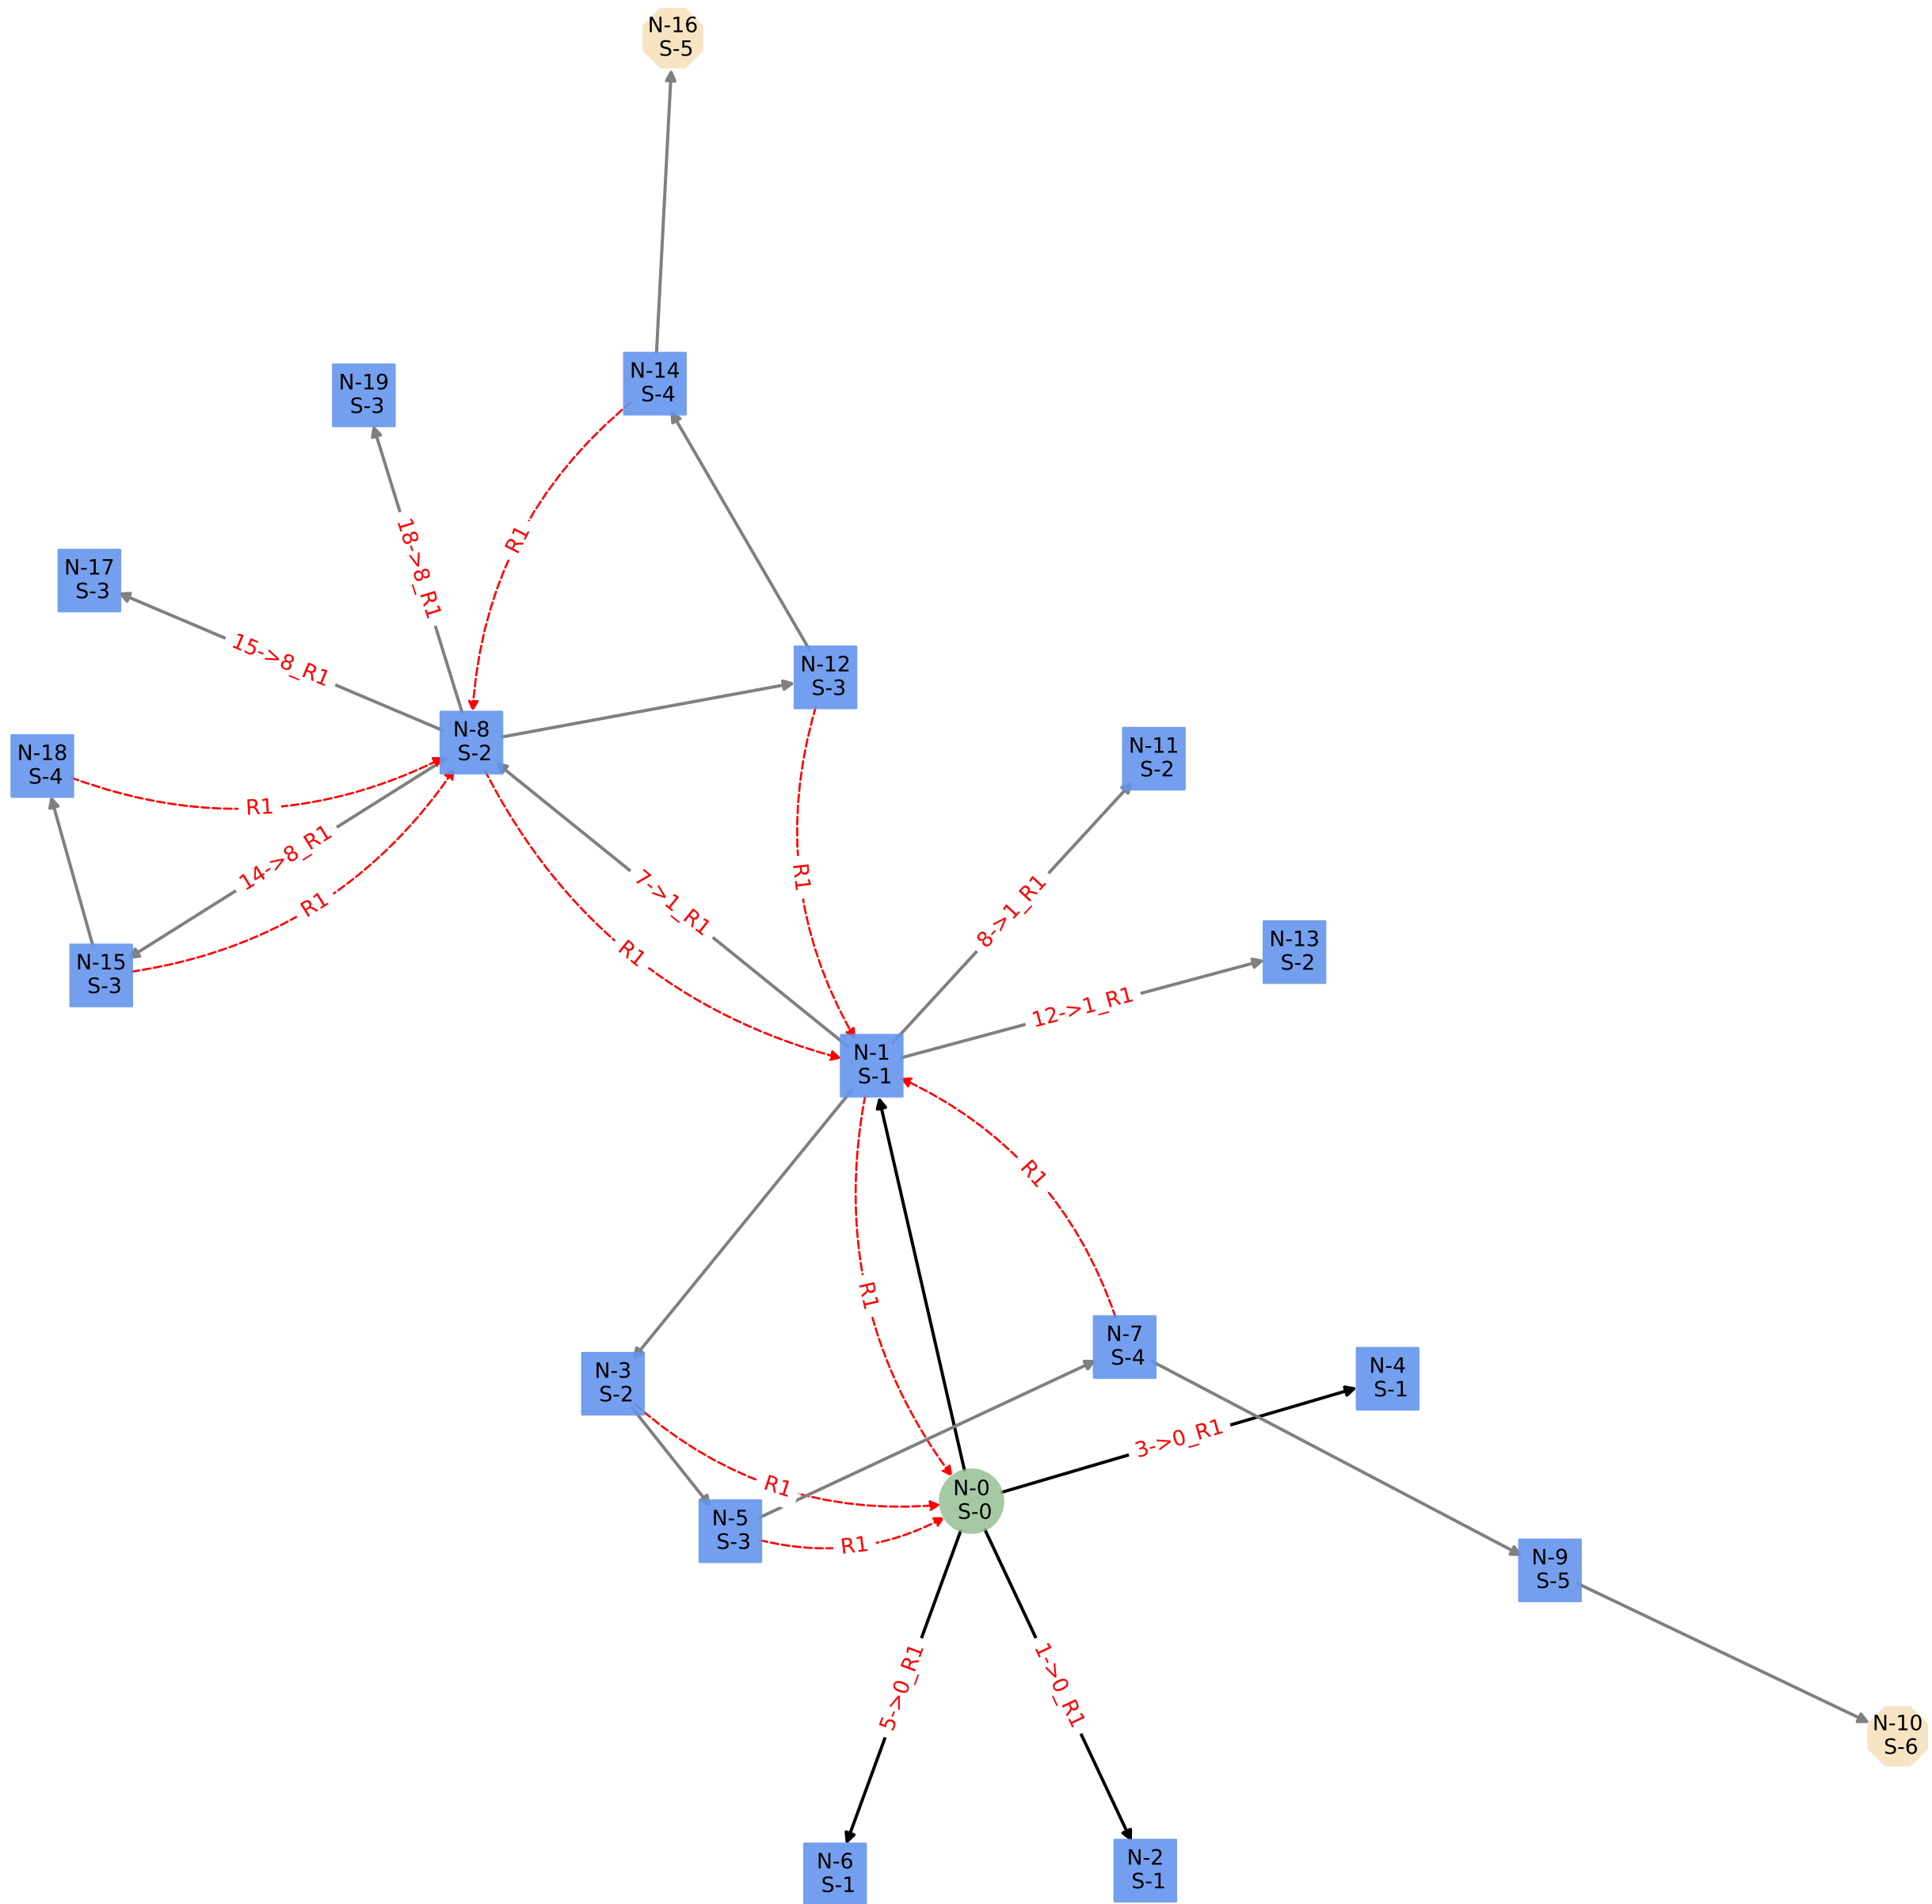 N-16
S-5
N-14
S-4
N-19
S-3
R1
18->8_R1
N-17
S-3
15->8_R1
N-12
S-3
N-8
S-2
N-18
S-4
N-11
S-2
R1
14->8_R1
R1
7->1_R1
R1
8->1_R1
R1
N-13
S-2
N-15
S-3
12->1_R1
N-1
S-1
R1
R1
N-7
S-4
N-3
S-2
N-4
S-1
3->0_R1
R1
N-0
S-0
N-5
S-3
R1
N-9
S-5
5->0_R1
1->0_R1
N-10
S-6
N-6
S-1
N-2
S-1